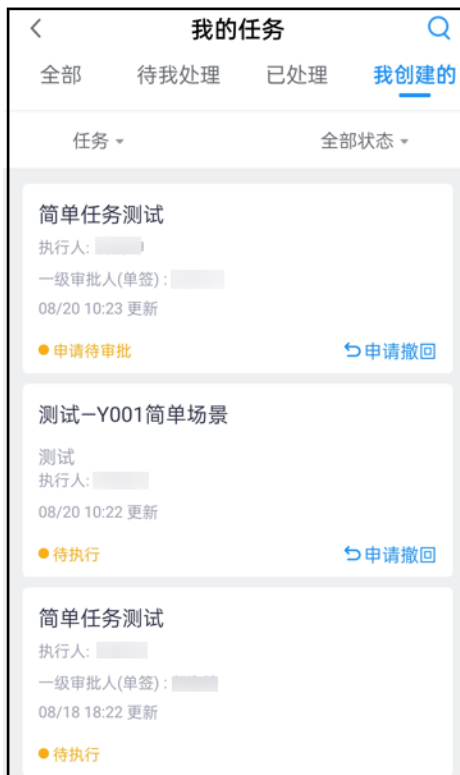 我的任务
全部 待我处理 已处理 我创建的
任务 全部状态
简单任务测试
执行人:
一级审批人(单签) :
08/20 10:23 更新
申请待审批 申请撤回
测试—Y001简单场景
测试
执行人:
08/20 10:22 更新
待执行 申请撤回
简单任务测试
执行人:
一级审批人(单签) :
08/18 18:22 更新
待执行